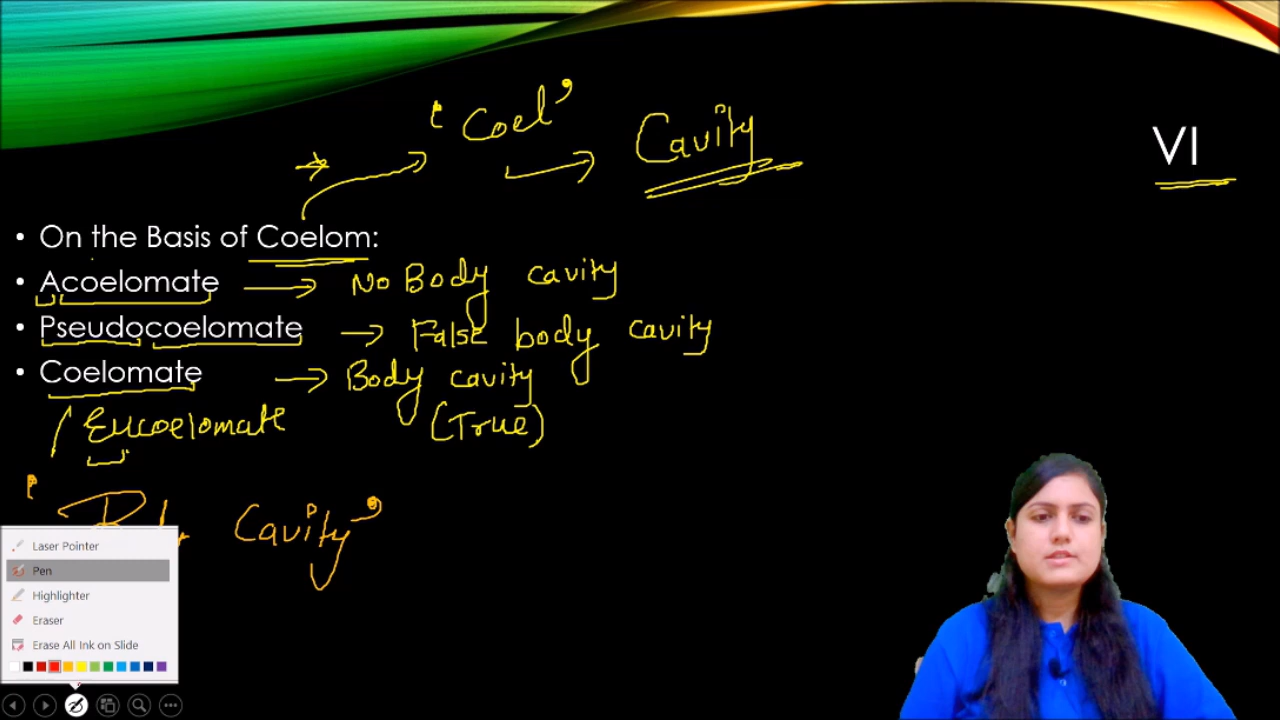 'Coel' → Cavity
VI
• On the Basis of Coelom:
• Acoelomate → No Body cavity
• Pseudocoelomate → False body cavity
• Coelomate → Body cavity
Eucoelomate (True)
Cavity'
Laser Pointer
Pen
Highlighter
Eraser
Erase All Ink on Slide